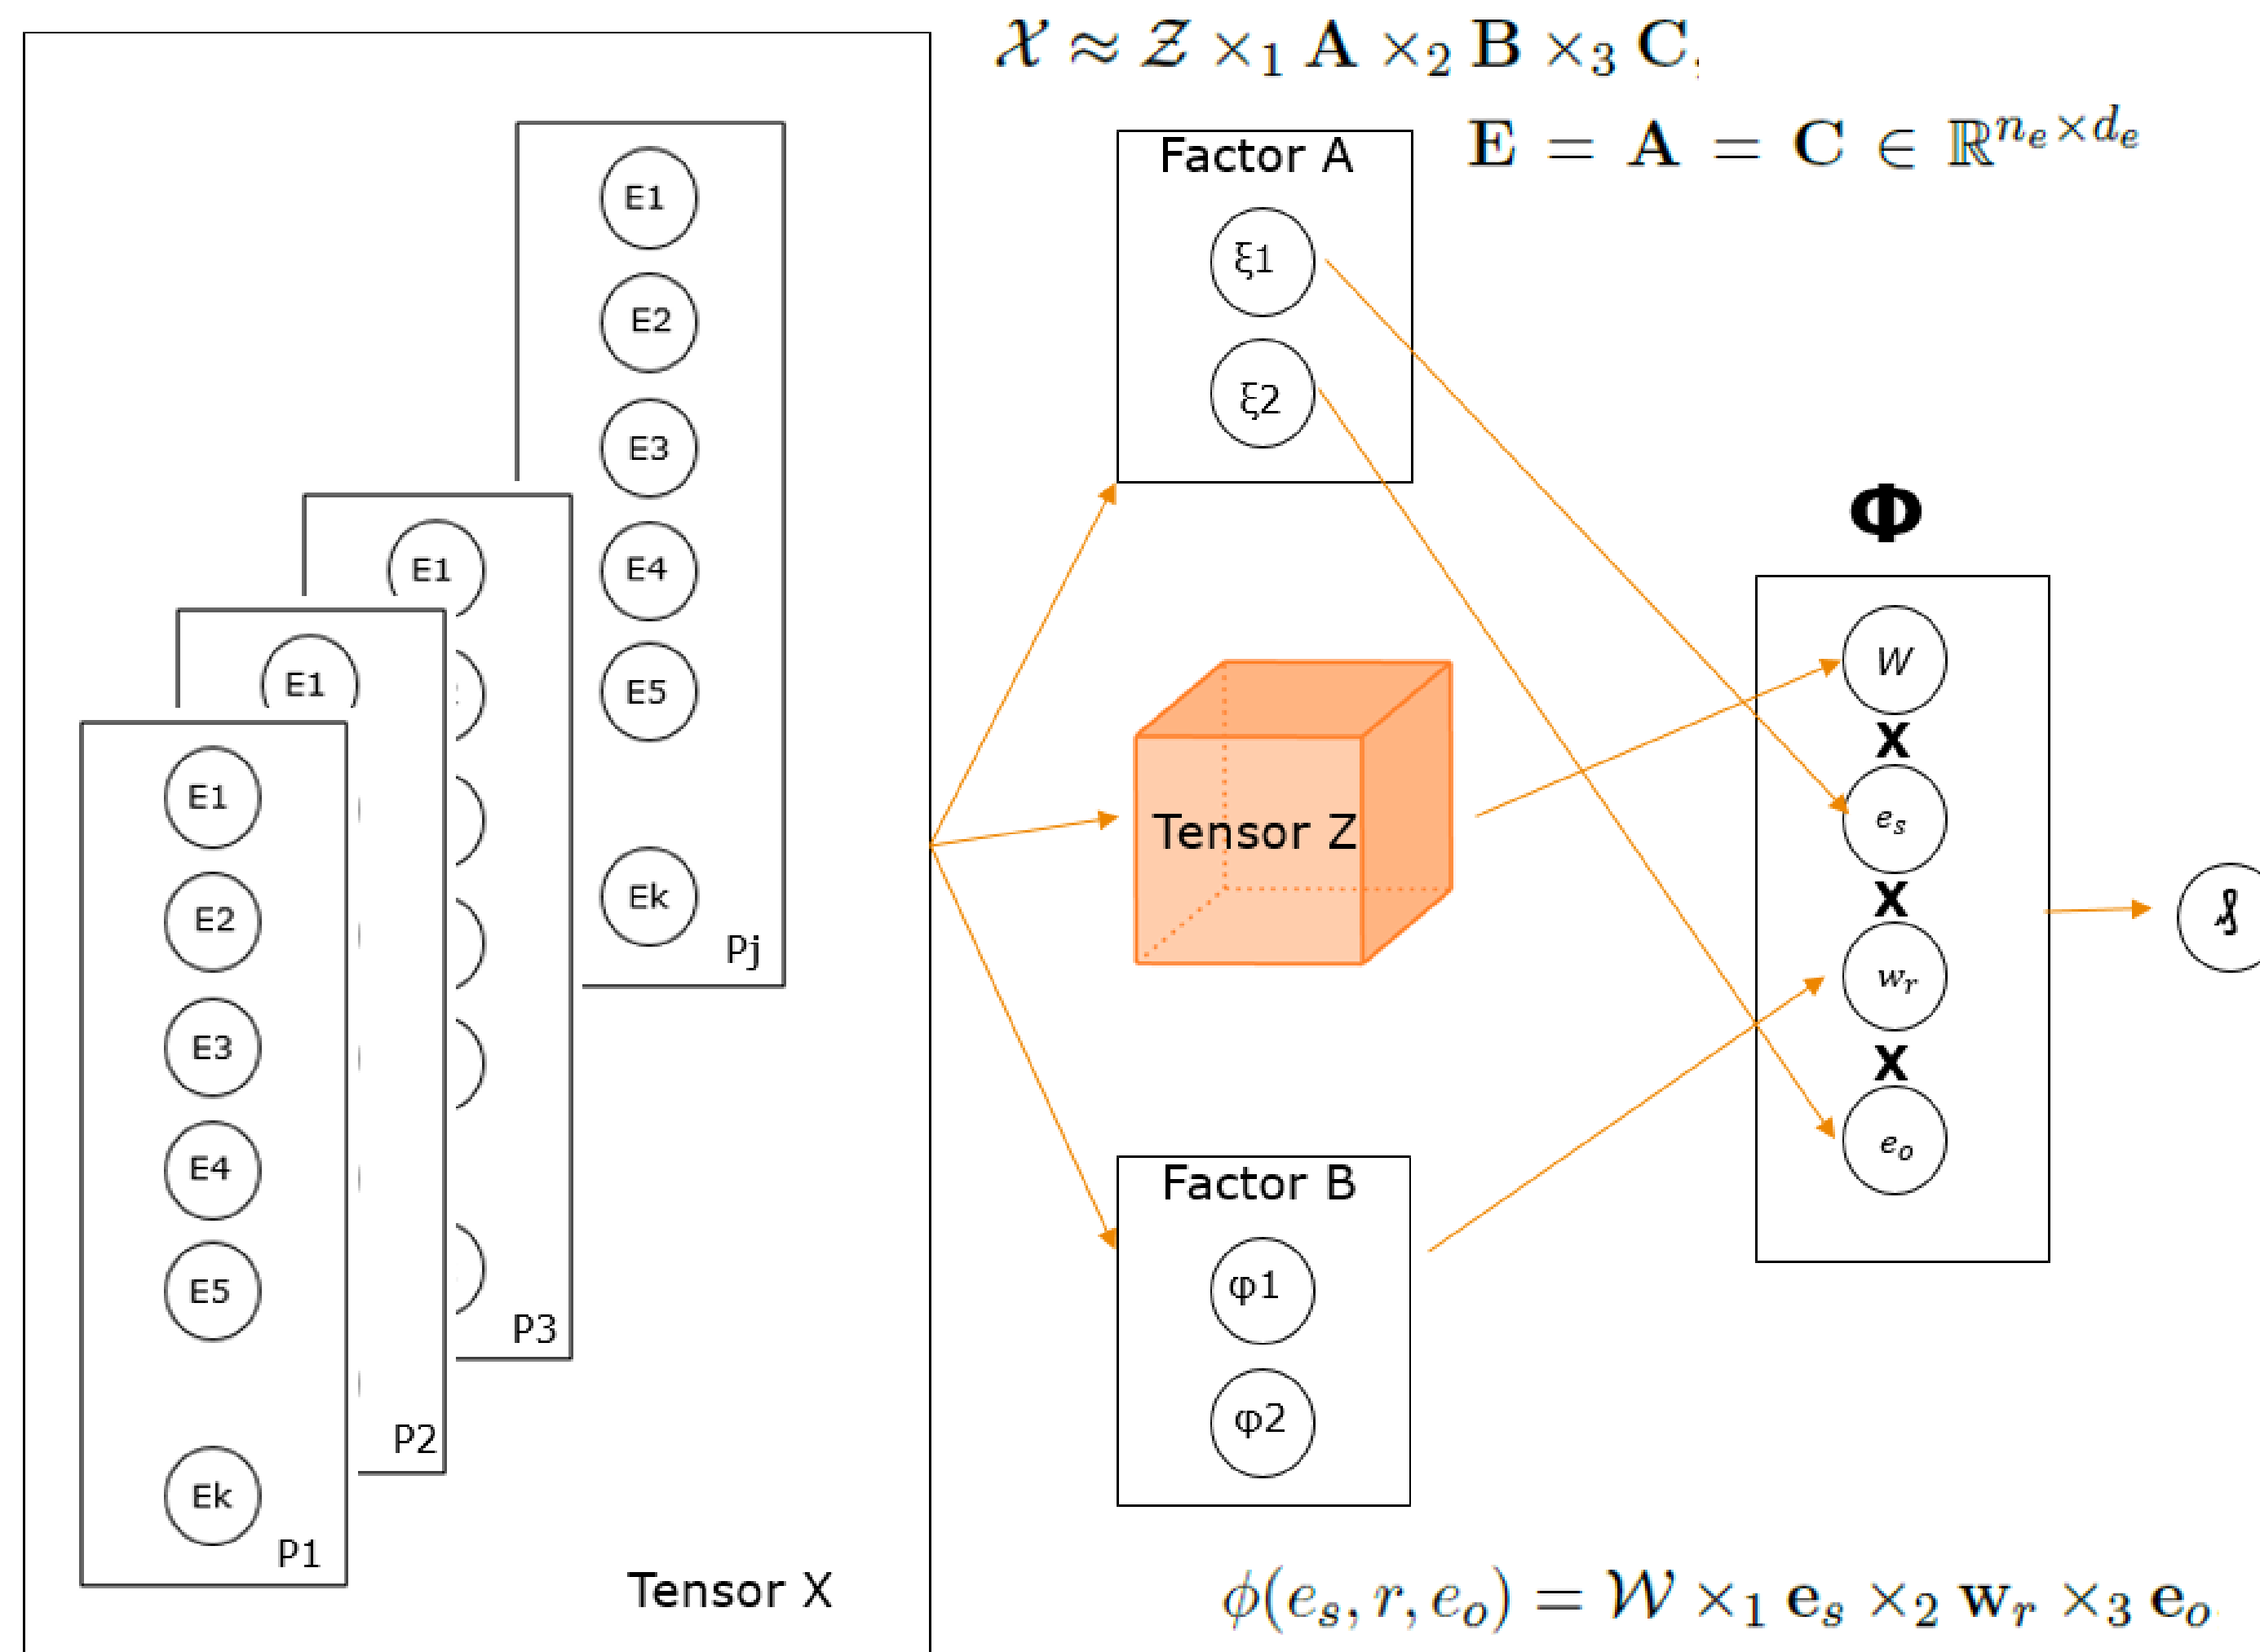 𝒳 ≈ 𝒵 ×₁ A ×₂ B ×₃ C,
E = A = C ∈ ℝ^{n_e×d_e}
E1
E2
E3
E4
E5
Ek
Pj
E1
P3
E1
P2
E1
E2
E3
E4
E5
Ek
P1
Tensor X
Factor A
ξ1
ξ2
Tensor Z
Factor B
φ1
φ2
Φ
W
X
e_s
X
w_r
X
e_o
ϕ(e_s, r, e_o) = 𝒲 ×₁ e_s ×₂ w_r ×₃ e_o